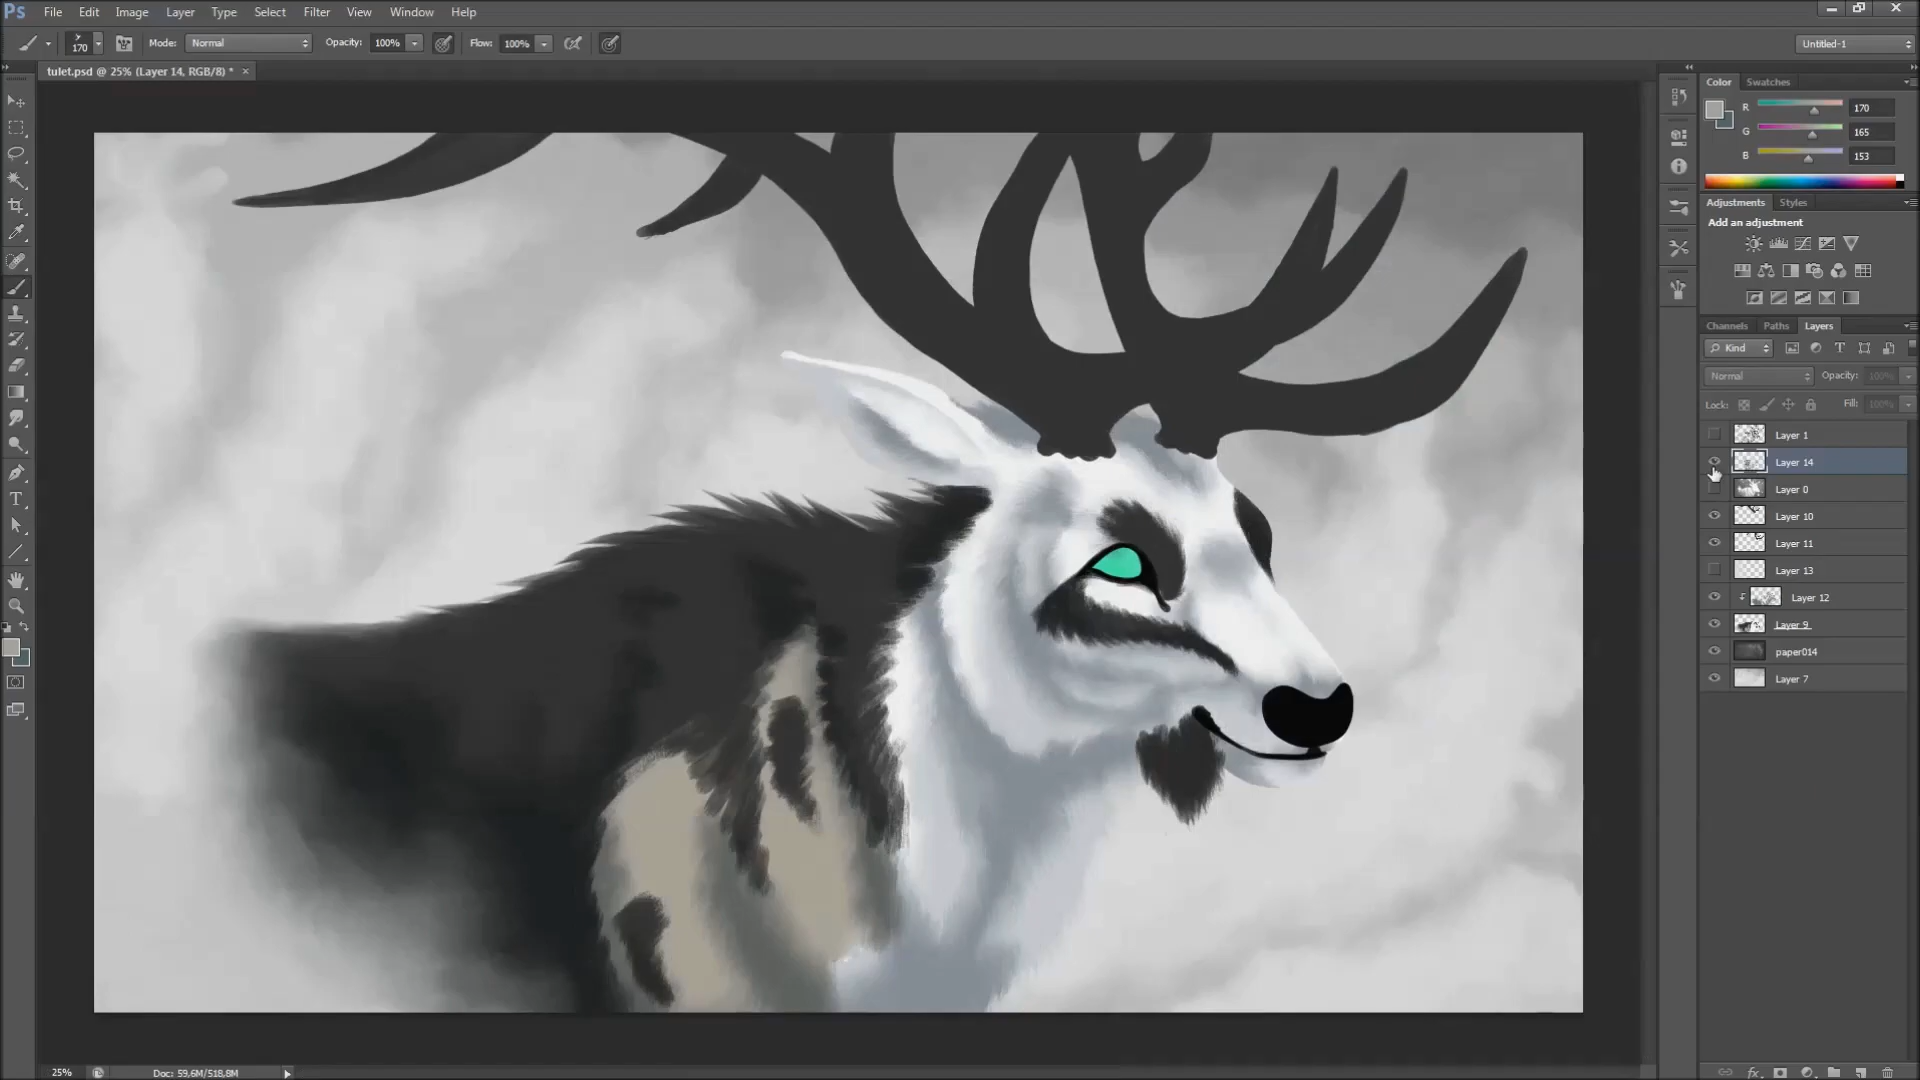 Ps File Edit Image Layer Type Select Filter View Window Help
170 Mode: Normal Opacity: 100% Flow: 100% Untitled-1
tulet.psd @ 25% (Layer 14, RGB/8) * ×
Color Swatches
R 170
G 165
B 153
Adjustments Styles
Add an adjustment
Channels Paths Layers
Kind
Normal Opacity: 100%
Lock: Fill: 100%
Layer 1
Layer 14
Layer 0
Layer 10
Layer 11
Layer 13
Layer 12
Layer 9
paper014
Layer 7
25% Doc: 59,6M/518,8M